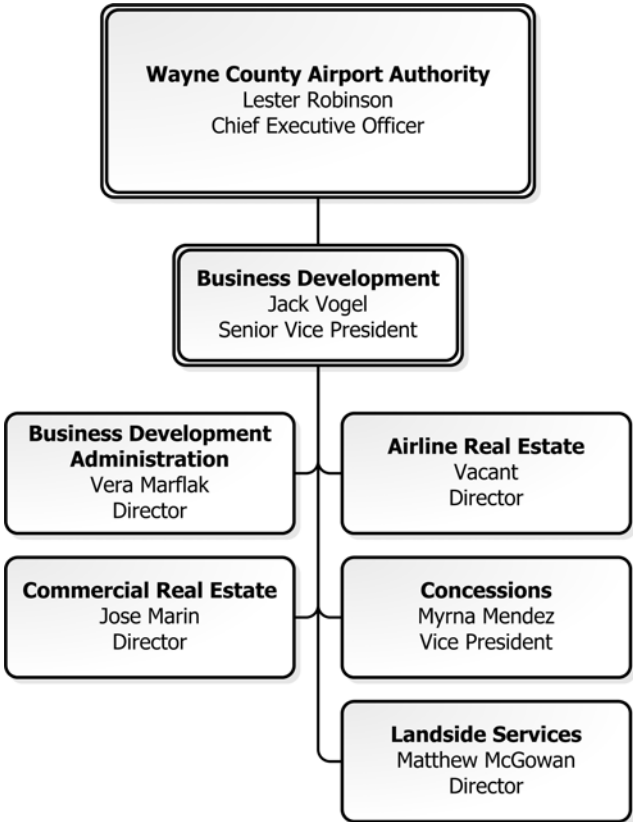 Wayne County Airport Authority
Lester Robinson
Chief Executive Officer
Business Development
Jack Vogel
Senior Vice President
Business Development
Administration
Vera Marflak
Director
Airline Real Estate
Vacant
Director
Commercial Real Estate
Jose Marin
Director
Concessions
Myrna Mendez
Vice President
Landside Services
Matthew McGowan
Director